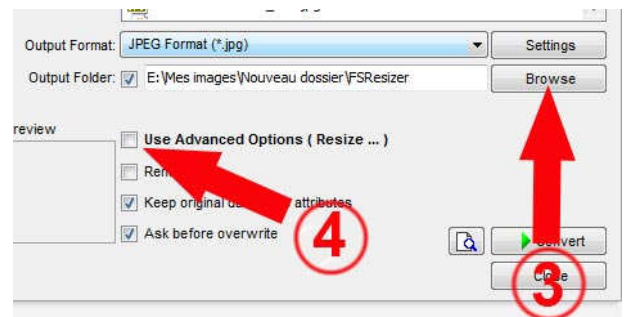 Output Format: JPEG Format (*.jpg) Settings
Output Folder: E:\Mes images\Nouveau dossier\FSResizer Browse
review
Use Advanced Options ( Resize ... )
Keep original attributes
Ask before overwrite
4
3